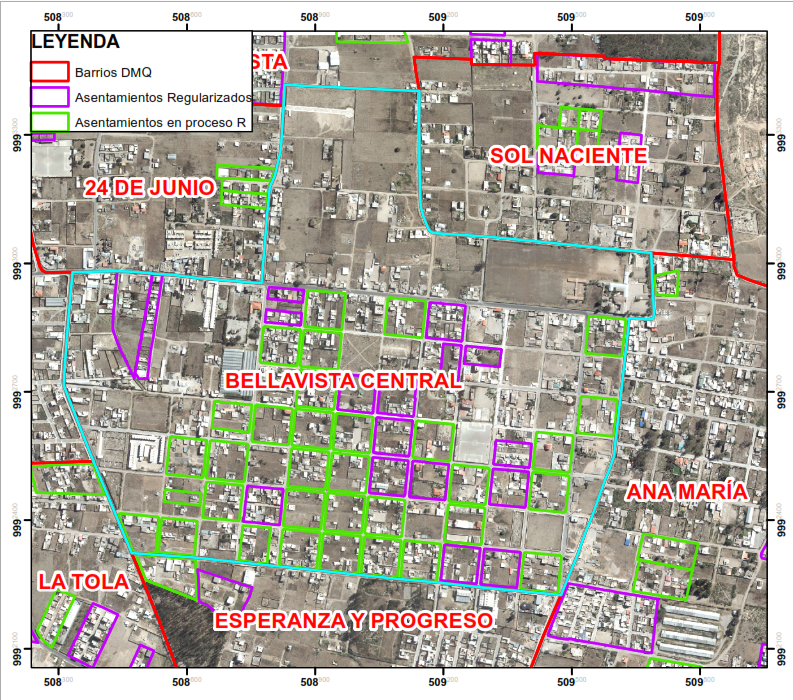 508
508
508
509
509
509
LEYENDA
Barrios DMQ
Asentamientos Regularizados
Asentamientos en proceso R
STA
SOL NACIENTE
24 DE JUNIO
BELLAVISTA CENTRAL
ANA MARÍA
LA TOLA
ESPERANZA Y PROGRESO
999
999
999
999
999
999
999
999
999
999
508
508
508
509
509
509